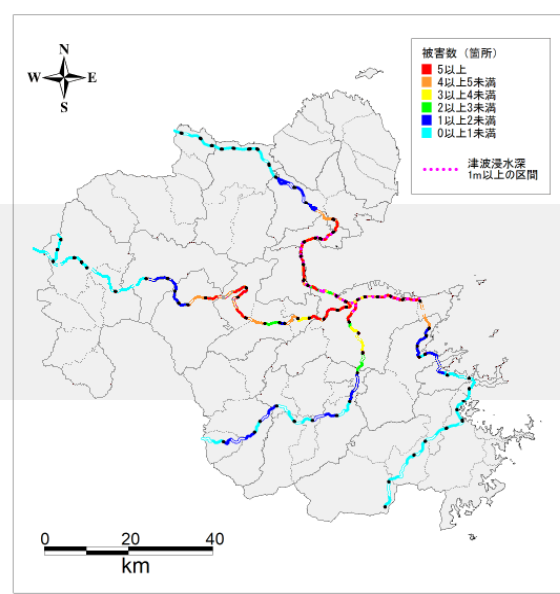 N
W E
S
被害数（箇所）
5以上
4以上5未満
3以上4未満
2以上3未満
1以上2未満
0以上1未満
津波浸水深
1m以上の区間
0 20 40
km